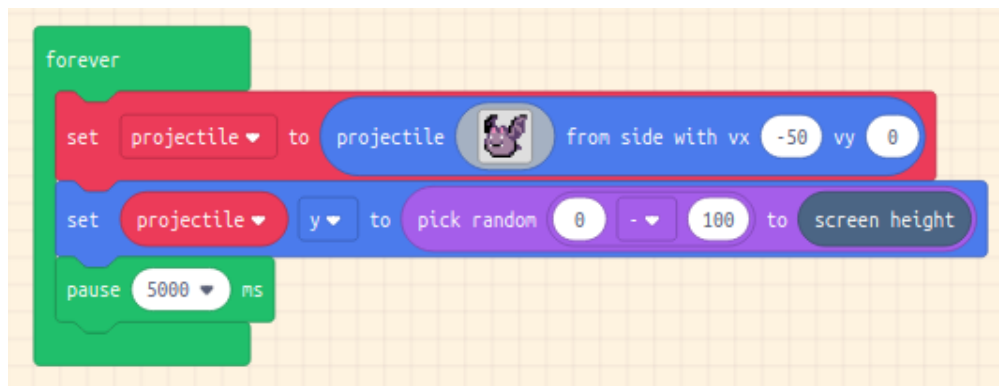 forever
set projectile to projectile from side with vx -50 vy 0
set projectile y to pick random 0 - 100 to screen height
pause 5000 ms